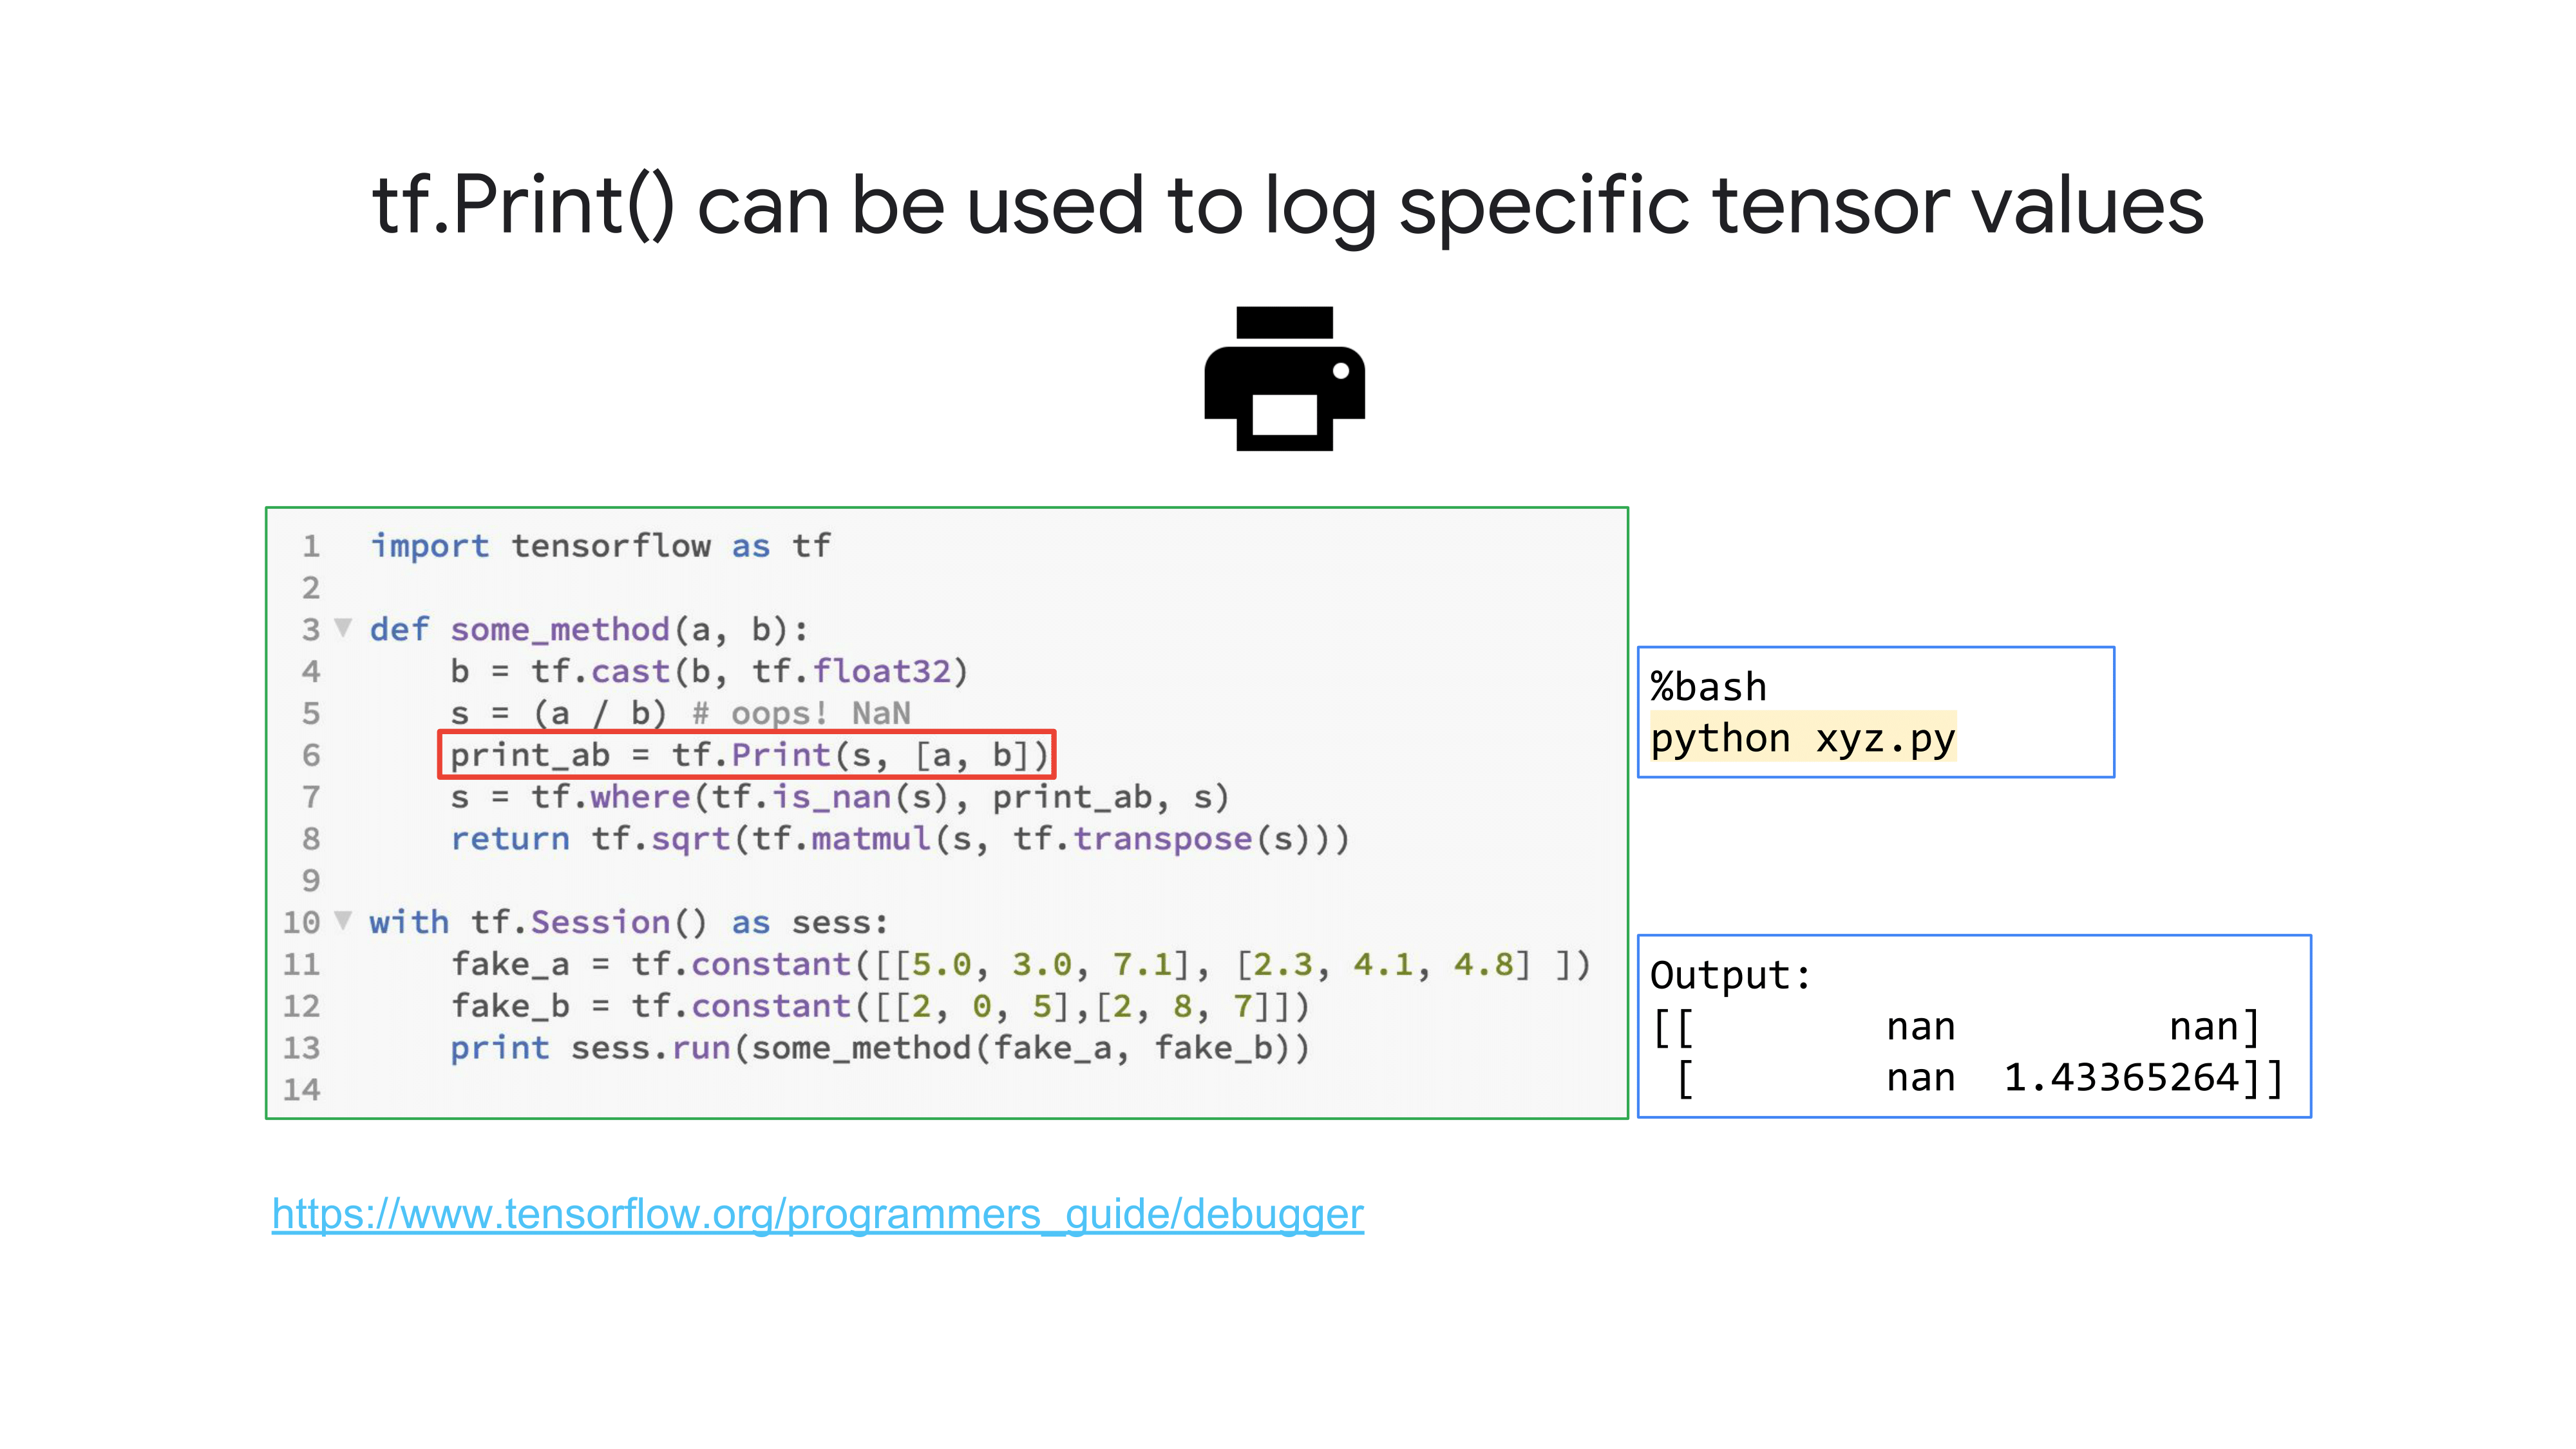 tf.Print() can be used to log specific tensor values
1 import tensorflow as tf
2
3 def some_method(a, b):
4 b = tf.cast(b, tf.float32)
5 s = (a / b) # oops! NaN
6 print_ab = tf.Print(s, [a, b])
7 s = tf.where(tf.is_nan(s), print_ab, s)
8 return tf.sqrt(tf.matmul(s, tf.transpose(s)))
9
10 with tf.Session() as sess:
11 fake_a = tf.constant([[5.0, 3.0, 7.1], [2.3, 4.1, 4.8] ])
12 fake_b = tf.constant([[2, 0, 5],[2, 8, 7]])
13 print sess.run(some_method(fake_a, fake_b))
14
%bash
python xyz.py
Output:
[[ nan nan]
[ nan 1.43365264]]
https://www.tensorflow.org/programmers_guide/debugger